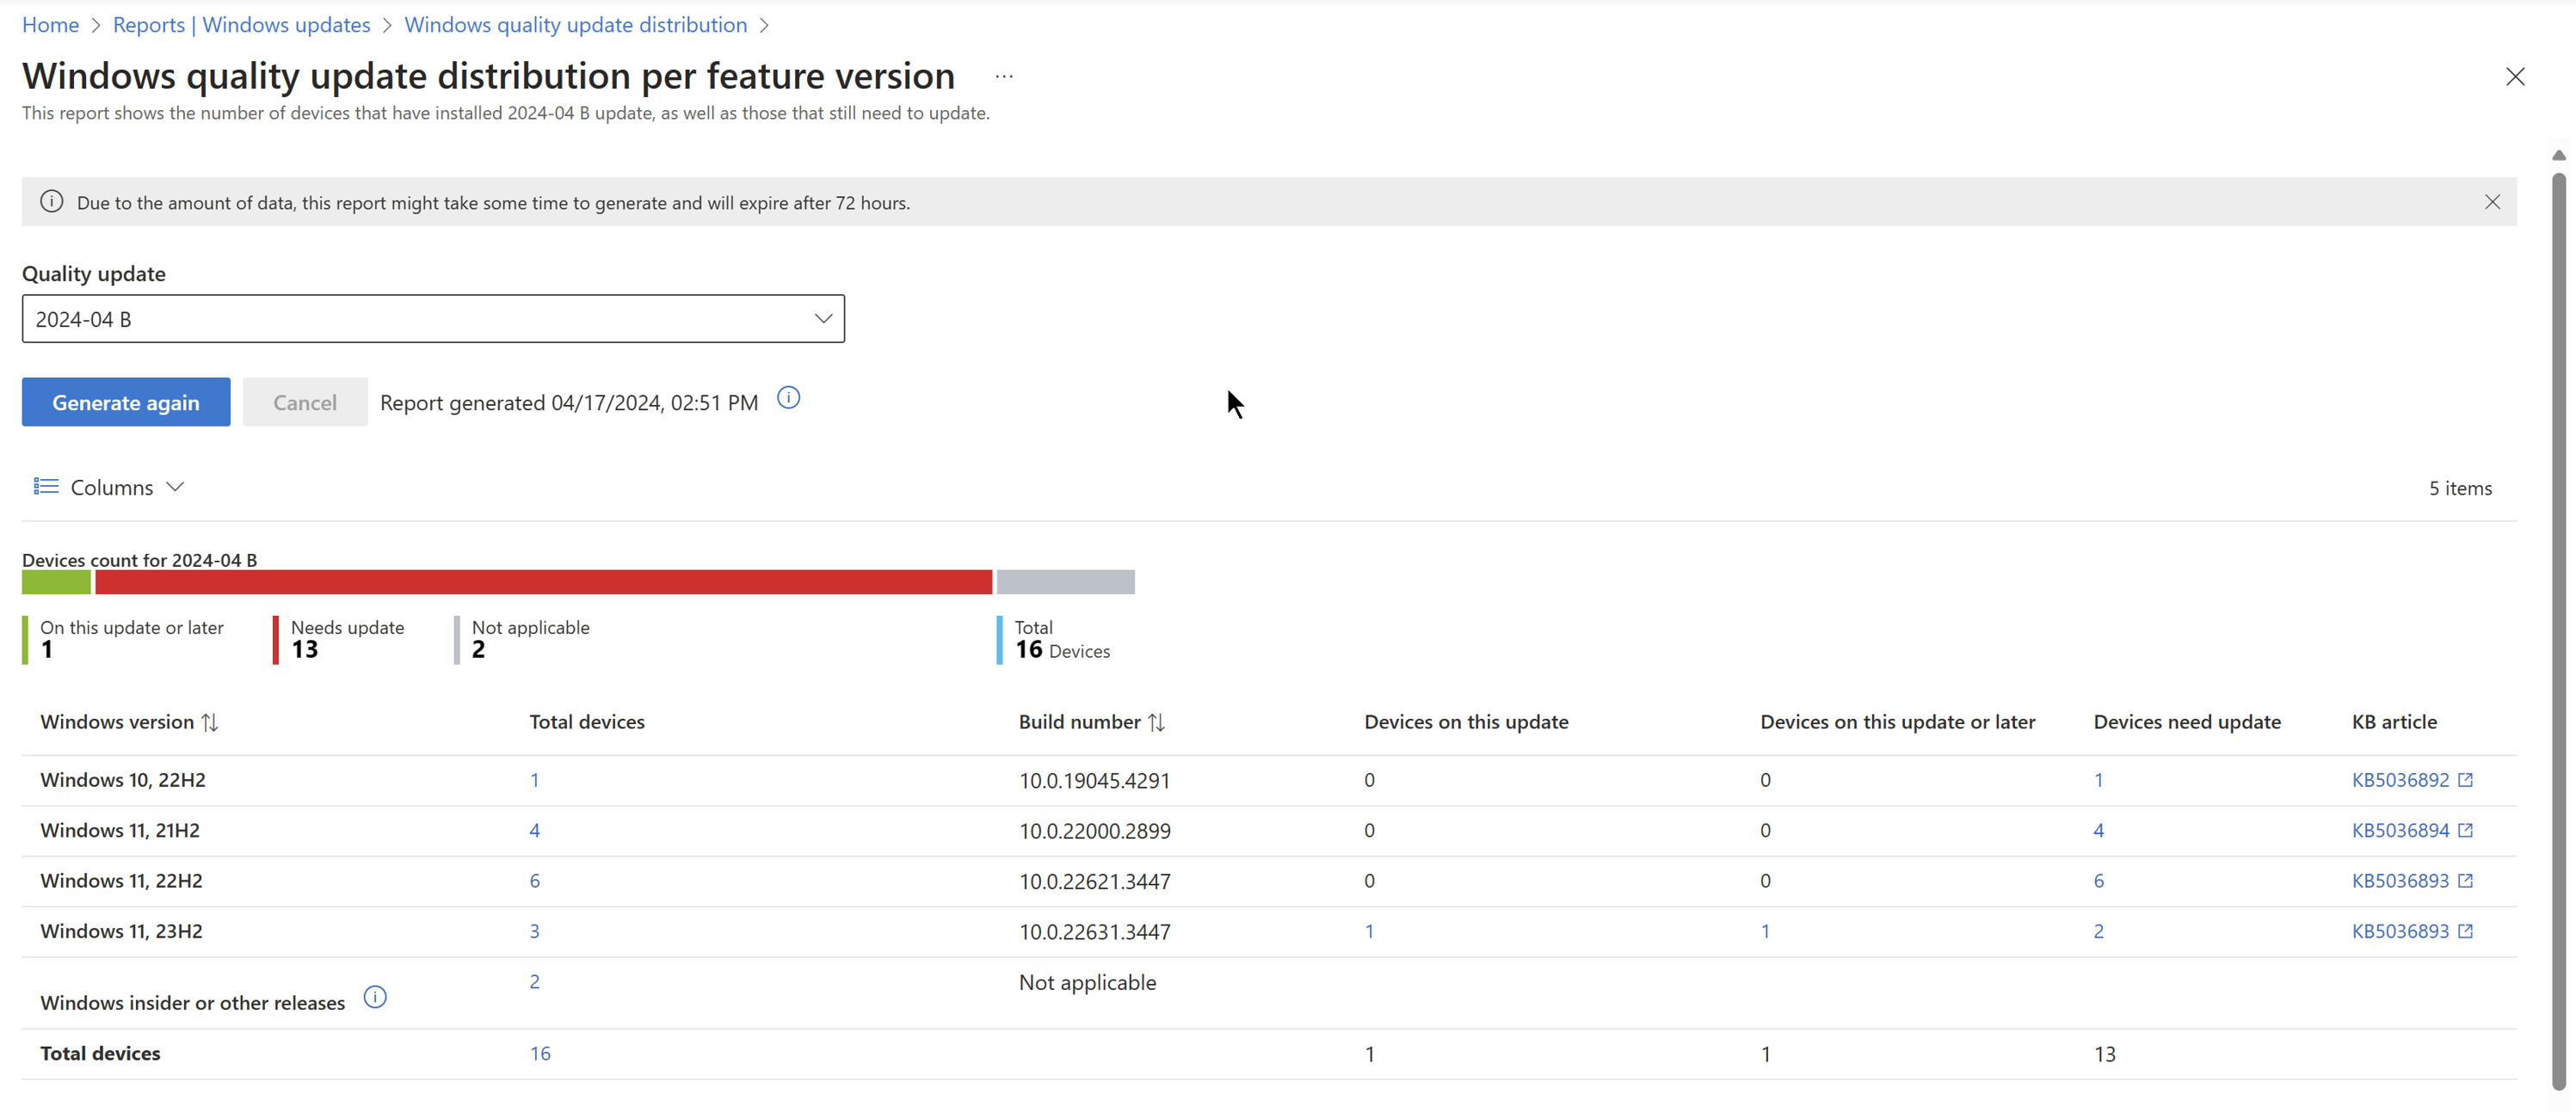 Home > Reports | Windows updates > Windows quality update distribution >
Windows quality update distribution per feature version ...
This report shows the number of devices that have installed 2024-04 B update, as well as those that still need to update.
Due to the amount of data, this report might take some time to generate and will expire after 72 hours.
Quality update
2024-04 B
Generate again Cancel Report generated 04/17/2024, 02:51 PM
Columns 5 items
Devices count for 2024-04 B
On this update or later Needs update Not applicable Total
1 13 2 16 Devices
Windows version Total devices Build number Devices on this update Devices on this update or later Devices need update KB article
Windows 10, 22H2 1 10.0.19045.4291 0 0 1 KB5036892
Windows 11, 21H2 4 10.0.22000.2899 0 0 4 KB5036894
Windows 11, 22H2 6 10.0.22621.3447 0 0 6 KB5036893
Windows 11, 23H2 3 10.0.22631.3447 1 1 2 KB5036893
Windows insider or other releases 2 Not applicable
Total devices 16 1 1 13